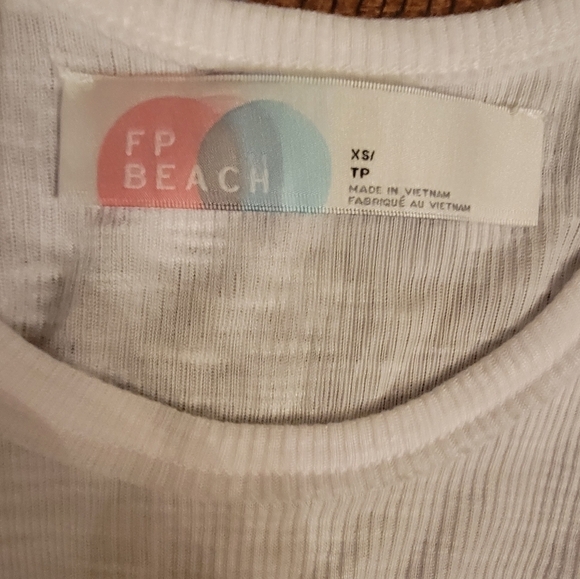 FP
BEACH
XS/
TP
MADE IN VIETNAM
FABRIQUÉ AU VIETNAM